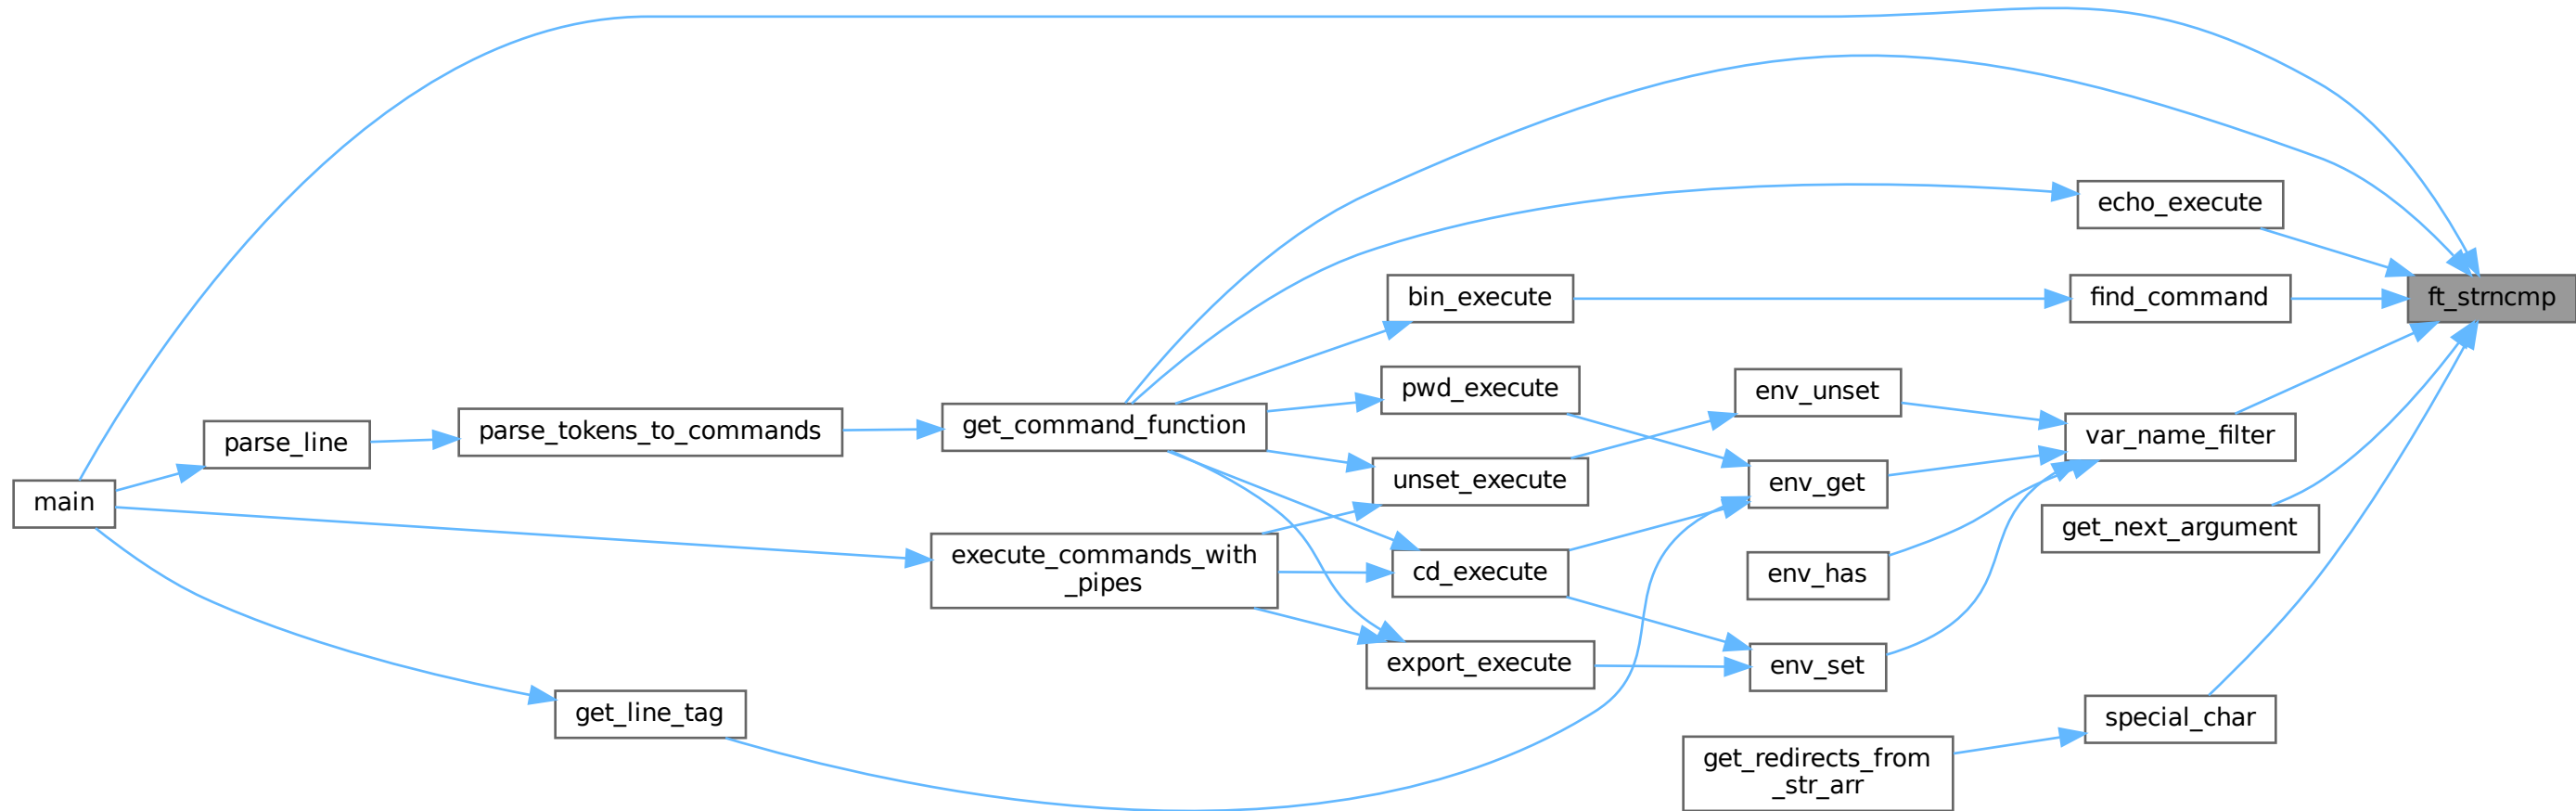 main
parse_line
parse_tokens_to_commands
get_line_tag
get_command_function
execute_commands_with
_pipes
bin_execute
pwd_execute
unset_execute
cd_execute
export_execute
env_unset
env_get
env_has
env_set
get_redirects_from
_str_arr
echo_execute
find_command
var_name_filter
get_next_argument
special_char
ft_strncmp